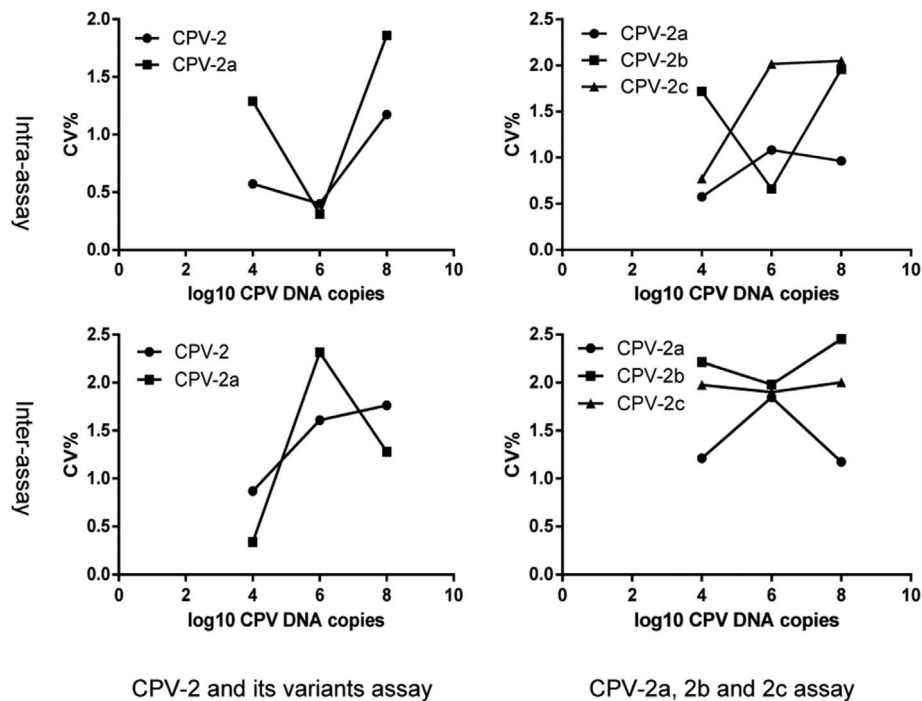 Intra-assay
CV%
2.0
1.5
1.0
0.5
0.0
CPV-2
CPV-2a
0 2 4 6 8 10
log10 CPV DNA copies
CV%
2.5
2.0
1.5
1.0
0.5
0.0
CPV-2a
CPV-2b
CPV-2c
0 2 4 6 8 10
log10 CPV DNA copies
Inter-assay
CV%
2.5
2.0
1.5
1.0
0.5
0.0
CPV-2
CPV-2a
0 2 4 6 8 10
log10 CPV DNA copies
CV%
2.5
2.0
1.5
1.0
0.5
0.0
CPV-2a
CPV-2b
CPV-2c
0 2 4 6 8 10
log10 CPV DNA copies
CPV-2 and its variants assay
CPV-2a, 2b and 2c assay